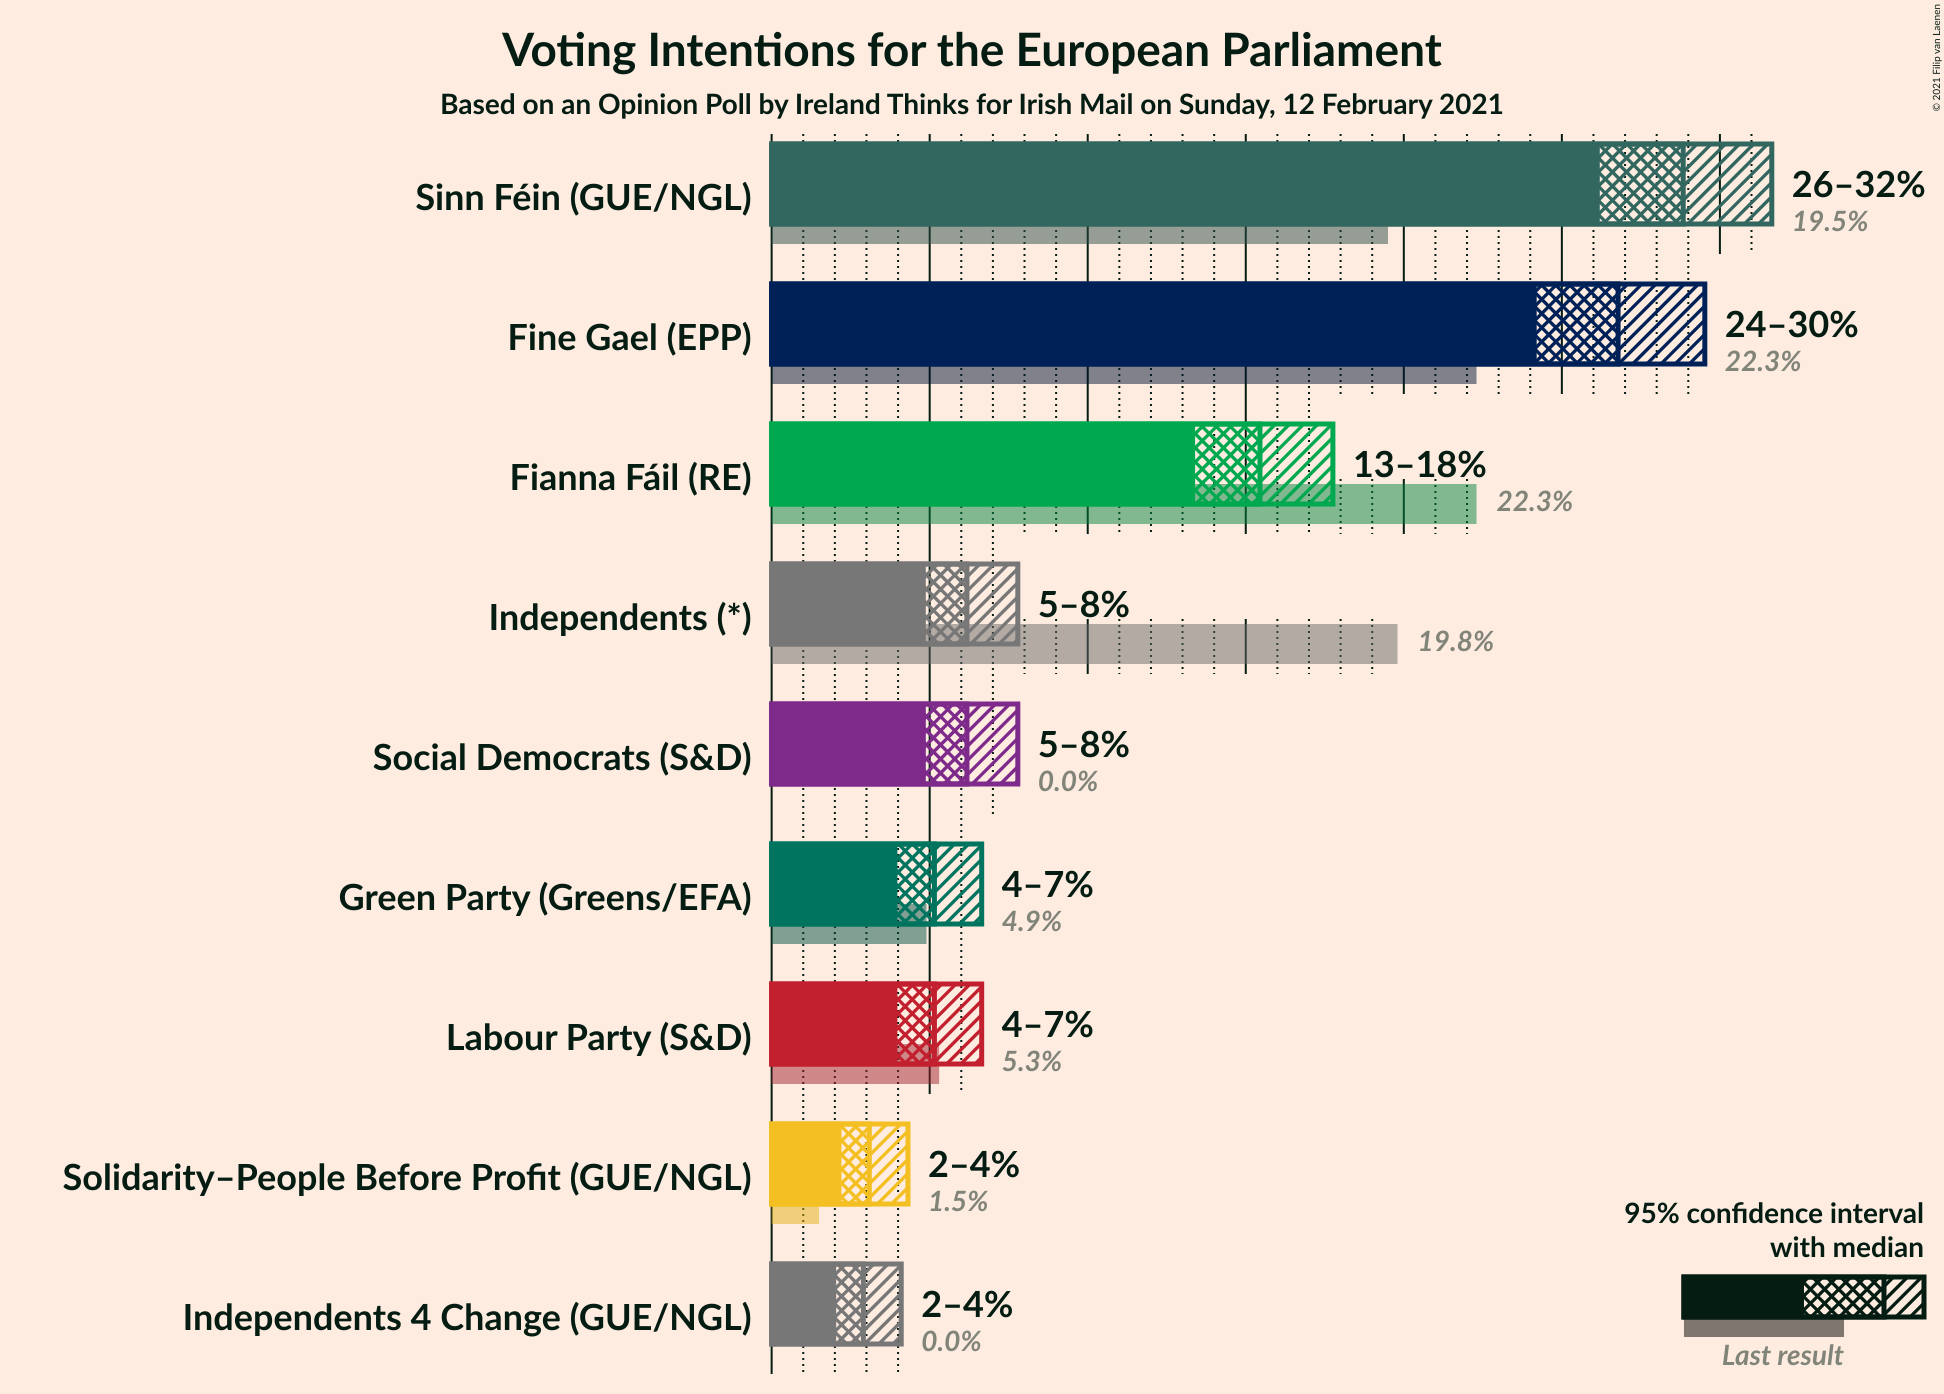 Voting Intentions for the European Parliament
Based on an Opinion Poll by Ireland Thinks for Irish Mail on Sunday, 12 February 2021
© 2021 Filip van Laenen
Sinn Féin (GUE/NGL)
26–32%
19.5%
Fine Gael (EPP)
24–30%
22.3%
Fianna Fáil (RE)
13–18%
22.3%
Independents (*)
5–8%
19.8%
Social Democrats (S&D)
5–8%
0.0%
Green Party (Greens/EFA)
4–7%
4.9%
Labour Party (S&D)
4–7%
5.3%
Solidarity–People Before Profit (GUE/NGL)
2–4%
1.5%
Independents 4 Change (GUE/NGL)
2–4%
0.0%
95% confidence interval
with median
Last result